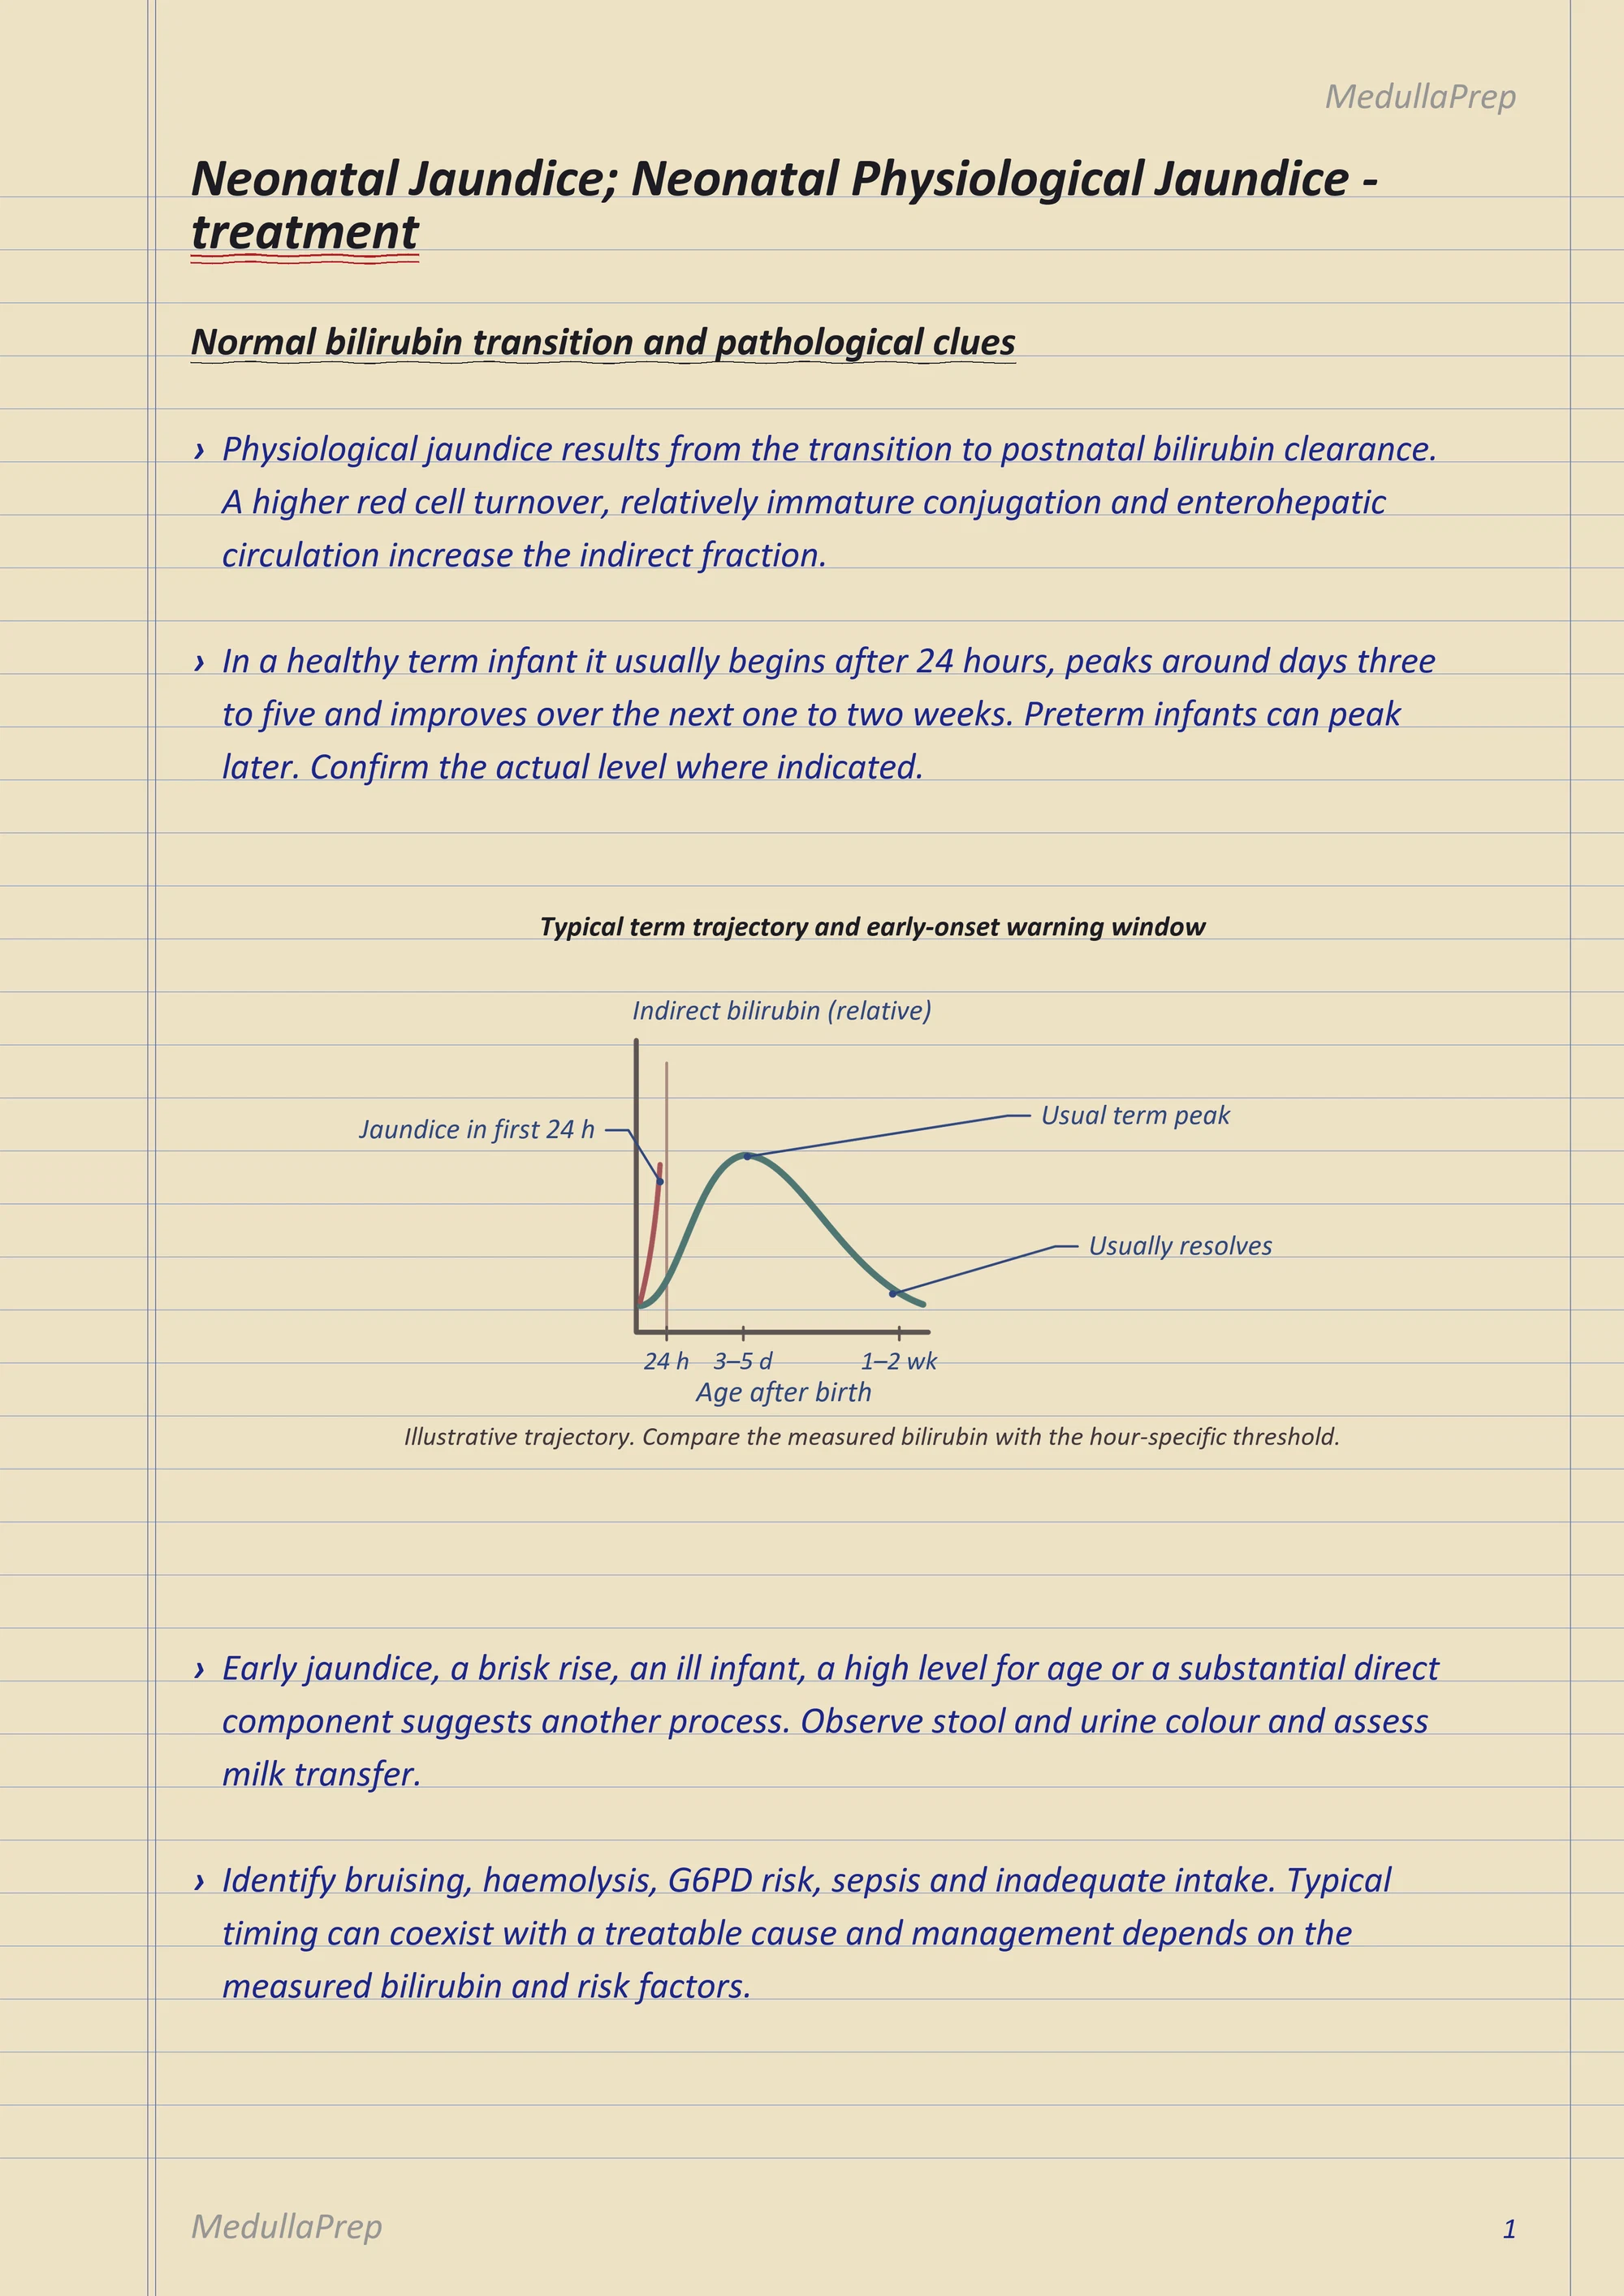 MedullaPrep
Neonatal Jaundice; Neonatal Physiological Jaundice -
treatment
Normal bilirubin transition and pathological clues
› Physiological jaundice results from the transition to postnatal bilirubin clearance.
A higher red cell turnover, relatively immature conjugation and enterohepatic
circulation increase the indirect fraction.
› In a healthy term infant it usually begins after 24 hours, peaks around days three
to five and improves over the next one to two weeks. Preterm infants can peak
later. Confirm the actual level where indicated.
Typical term trajectory and early-onset warning window
Indirect bilirubin (relative)
Jaundice in first 24 h
Usual term peak
Usually resolves
24 h 3–5 d 1–2 wk
Age after birth
Illustrative trajectory. Compare the measured bilirubin with the hour-specific threshold.
› Early jaundice, a brisk rise, an ill infant, a high level for age or a substantial direct
component suggests another process. Observe stool and urine colour and assess
milk transfer.
› Identify bruising, haemolysis, G6PD risk, sepsis and inadequate intake. Typical
timing can coexist with a treatable cause and management depends on the
measured bilirubin and risk factors.
MedullaPrep
1